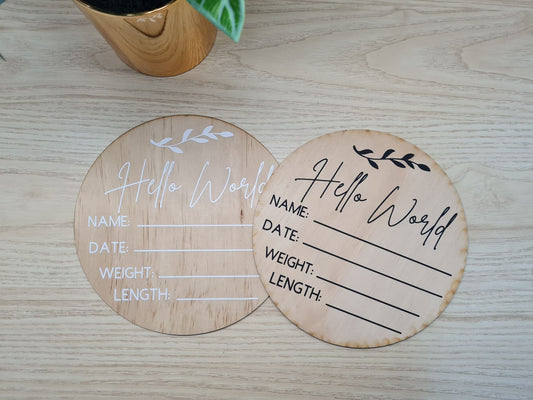 Hello World
NAME:
DATE:
WEIGHT:
LENGTH:
Hello World
NAME:
DATE:
WEIGHT:
LENGTH: